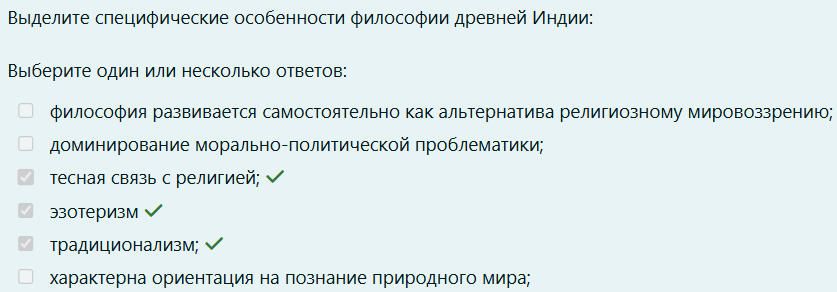 Выделите специфические особенности философии древней Индии:
Выберите один или несколько ответов:
философия развивается самостоятельно как альтернатива религиозному мировоззрению;
доминирование морально-политической проблематики;
тесная связь с религией;
эзотеризм
традиционализм;
характерна ориентация на познание природного мира;